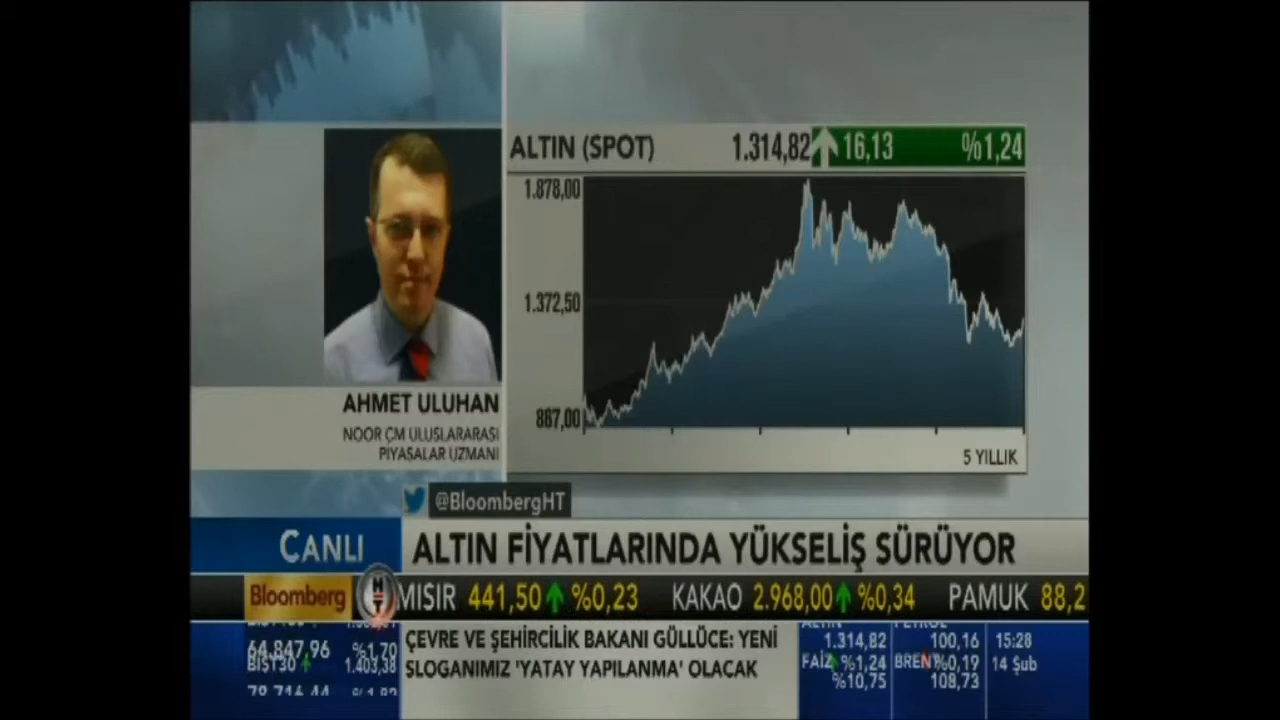 ALTIN (SPOT) 1.314,82 16,13 %1,24
1.878,00
1.372,50
867,00
5 YILLIK
AHMET ULUHAN
NOOR ÇM ULUSLARARASI
PİYASALAR UZMANI
@BloombergHT
CANLI
ALTIN FİYATLARINDA YÜKSELİŞ SÜRÜYOR
Bloomberg HT
MISIR 441,50 %0,23 KAKAO 2.968,00 %0,34 PAMUK 88,2
64.847,96 %1,70
BIST30 1.403,38
ÇEVRE VE ŞEHİRCİLİK BAKANI GÜLLÜCE: YENİ
SLOGANIMIZ 'YATAY YAPILANMA' OLACAK
1.314,82 100,16
FAİZ %1,24 BRENT %0,19
%10,75 108,73
15:28
14 Şub